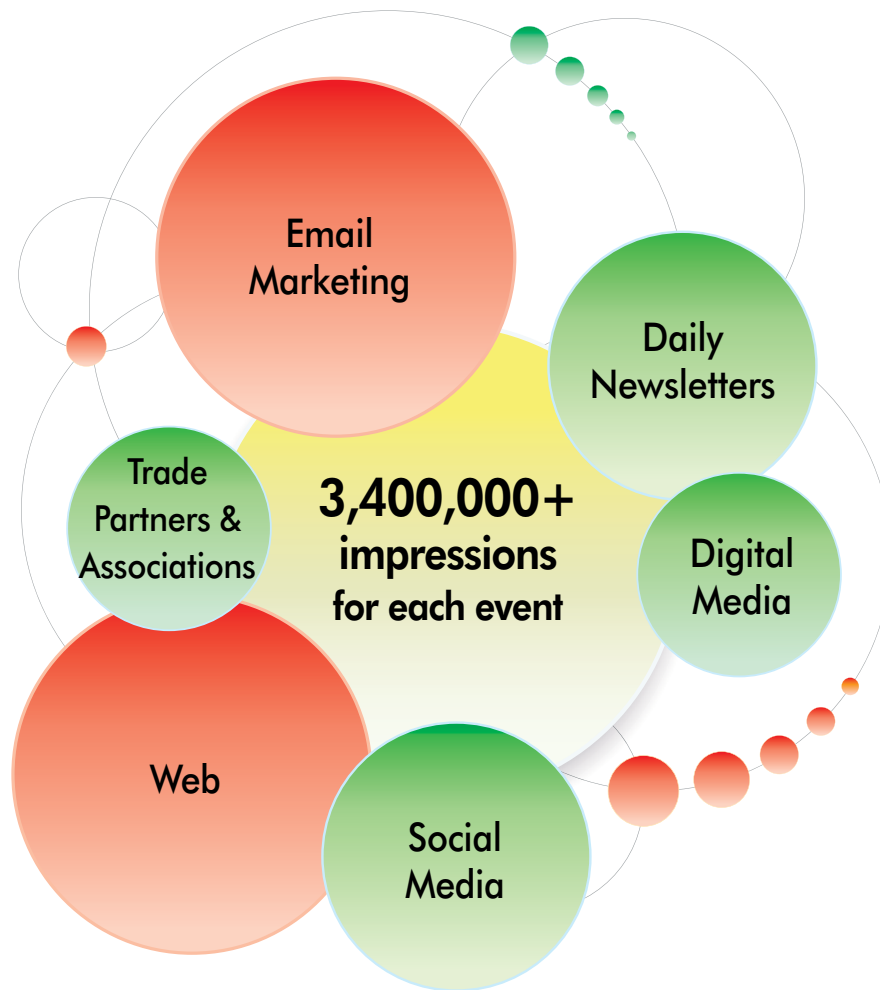 Email
Marketing
Daily
Newsletters
Trade
Partners &
Associations
3,400,000+
impressions
for each event
Digital
Media
Web
Social
Media